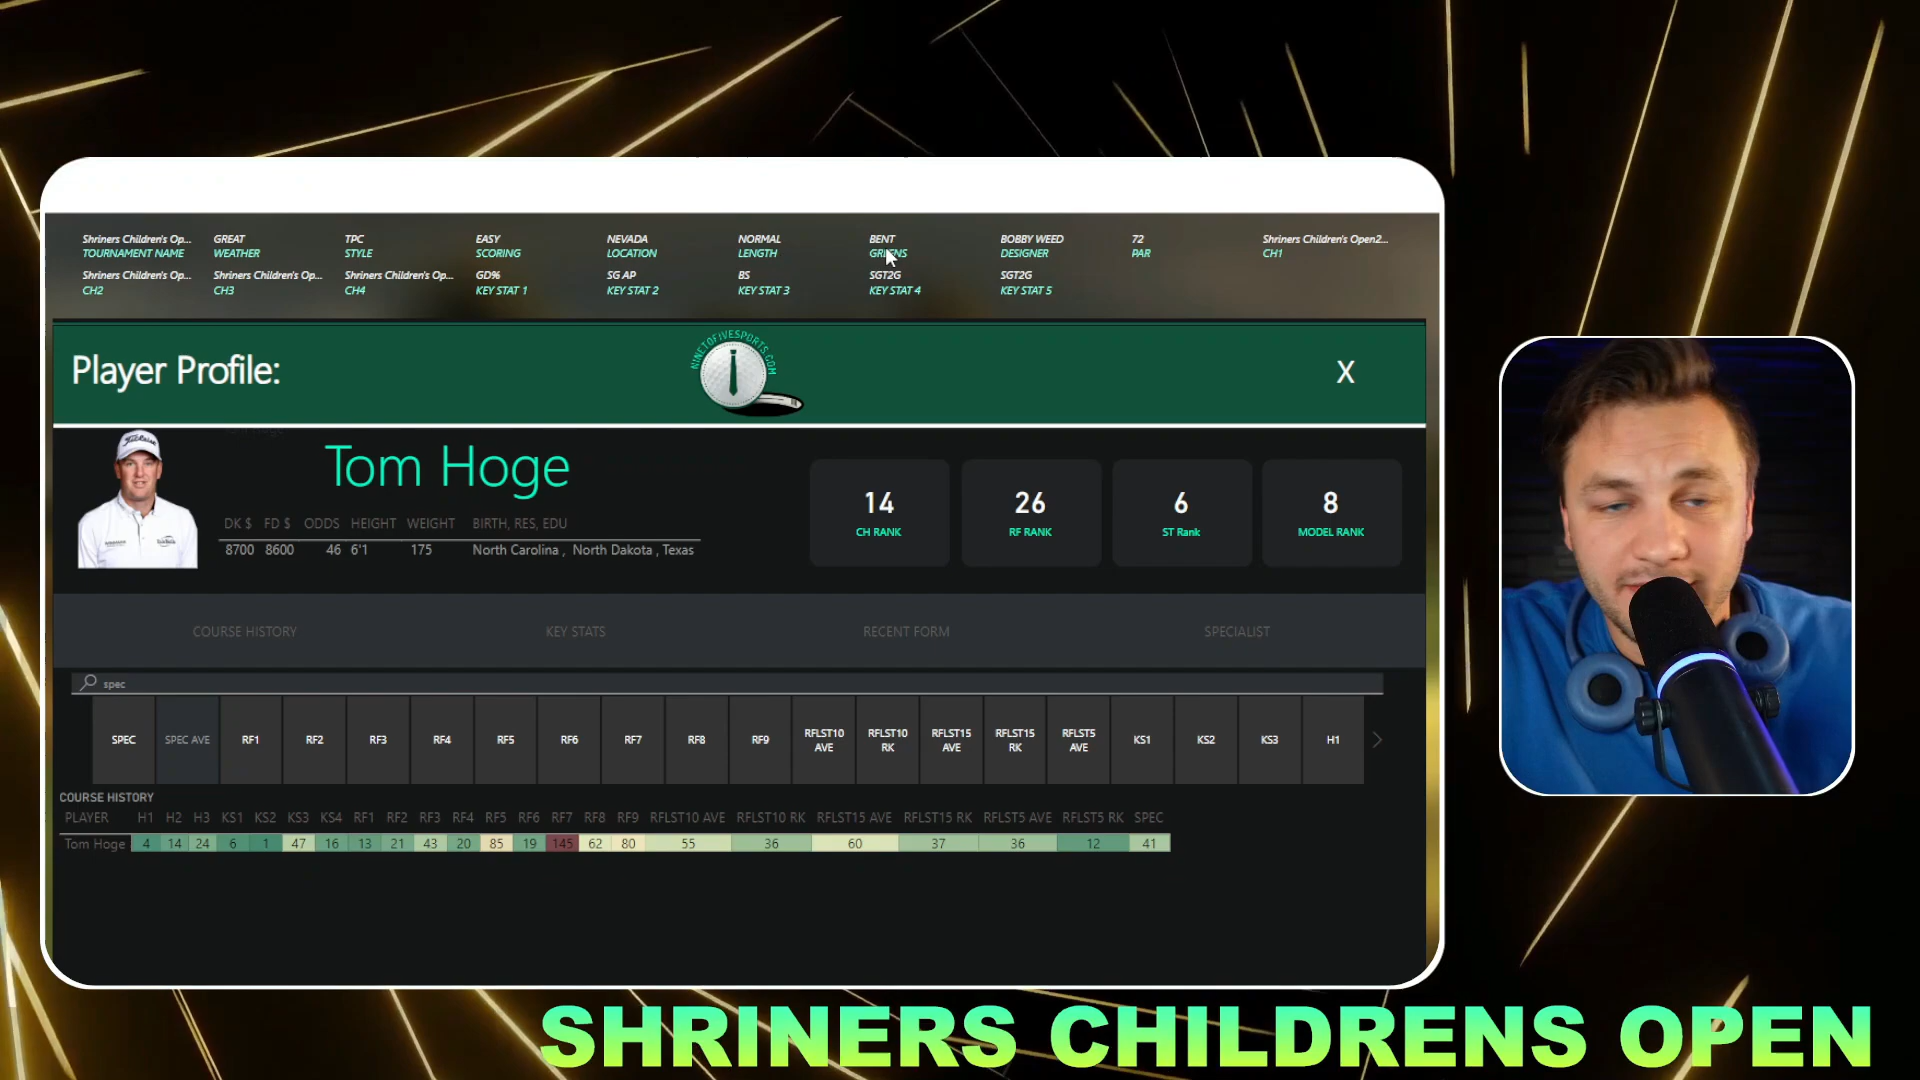 Shriners Children's Op... GREAT TPC EASY NEVADA NORMAL BENT BOBBY WEED 72 Shriners Children's Open2...
TOURNAMENT NAME WEATHER STYLE SCORING LOCATION LENGTH GREENS DESIGNER PAR CH1
Shriners Children's Op... Shriners Children's Op... Shriners Children's Op... GD% SG AP BS SGT2G SGT2G
CH2 CH3 CH4 KEY STAT 1 KEY STAT 2 KEY STAT 3 KEY STAT 4 KEY STAT 5
Player Profile:
NINETOFIVESPORTS.COM
X
Tom Hoge
DK $ FD $ ODDS HEIGHT WEIGHT BIRTH, RES, EDU
8700 8600 46 6'1 175 North Carolina , North Dakota , Texas
14 26 6 8
CH RANK RF RANK ST Rank MODEL RANK
COURSE HISTORY KEY STATS RECENT FORM SPECIALIST
spec
SPEC SPEC AVE RF1 RF2 RF3 RF4 RF5 RF6 RF7 RF8 RF9 RFLST10 AVE RFLST10 RK RFLST15 AVE RFLST15 RK RFLST5 AVE KS1 KS2 KS3 H1
COURSE HISTORY
PLAYER H1 H2 H3 KS1 KS2 KS3 KS4 RF1 RF2 RF3 RF4 RF5 RF6 RF7 RF8 RF9 RFLST10 AVE RFLST10 RK RFLST15 AVE RFLST15 RK RFLST5 AVE RFLST5 RK SPEC
Tom Hoge 4 14 24 6 1 47 16 13 21 43 20 85 19 145 62 80 55 36 60 37 36 12 41
SHRINERS CHILDRENS OPEN